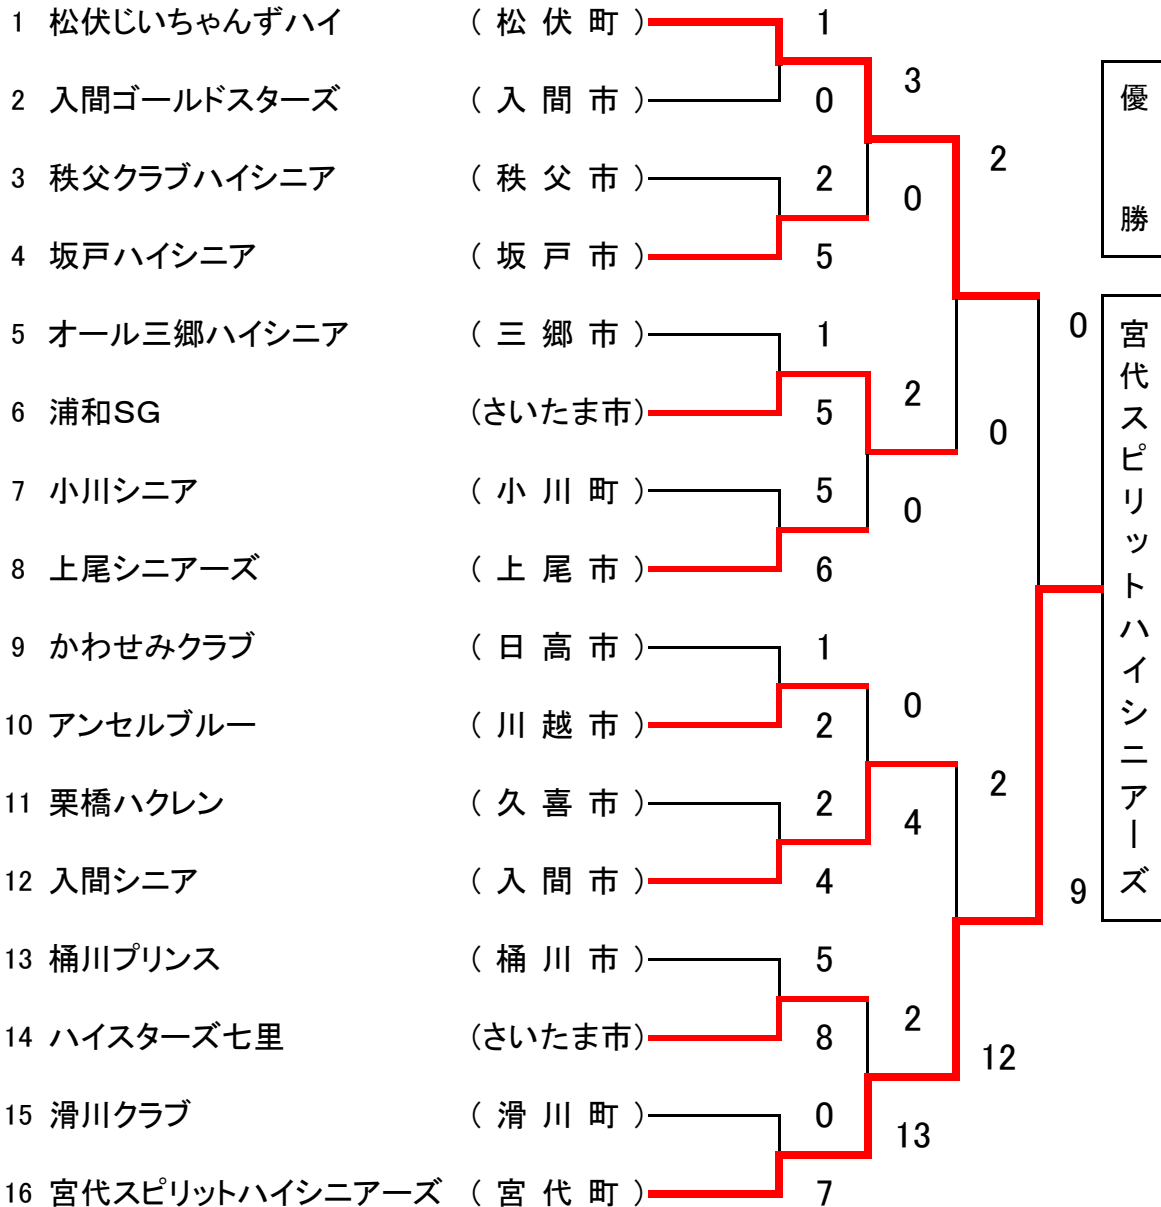 1 松伏じいちゃんずハイ ( 松 伏 町 ) 1
3
2 入間ゴールドスターズ ( 入 間 市 ) 0
2
3 秩父クラブハイシニア ( 秩 父 市 ) 2
0
4 坂戸ハイシニア ( 坂 戸 市 ) 5
0
5 オール三郷ハイシニア ( 三 郷 市 ) 1
2
6 浦和SG (さいたま市) 5
0
7 小川シニア ( 小 川 町 ) 5
0
8 上尾シニアーズ ( 上 尾 市 ) 6
9 かわせみクラブ ( 日 高 市 ) 1
0
10 アンセルブルー ( 川 越 市 ) 2
2
11 栗橋ハクレン ( 久 喜 市 ) 2
4
12 入間シニア ( 入 間 市 ) 4
9
13 桶川プリンス ( 桶 川 市 ) 5
2
14 ハイスターズ七里 (さいたま市) 8
12
15 滑川クラブ ( 滑 川 町 ) 0
13
16 宮代スピリットハイシニアーズ ( 宮 代 町 ) 7
優勝
宮代スピリットハイシニアーズ